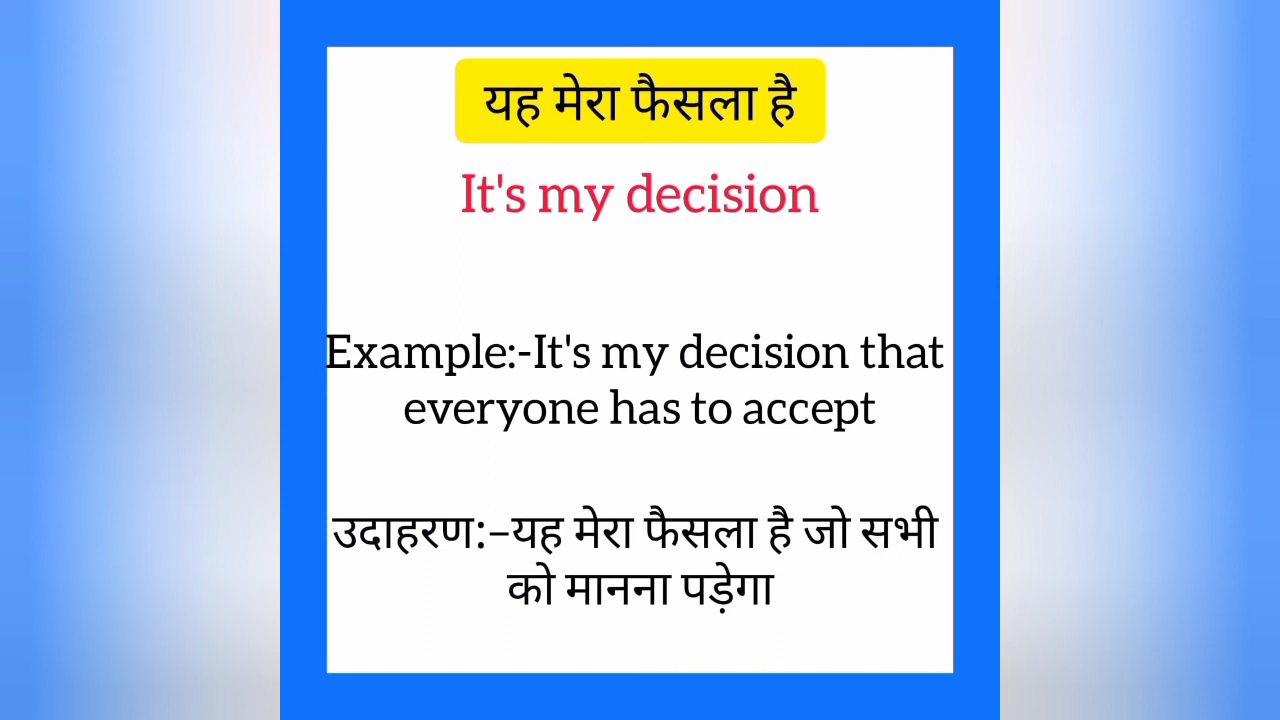 यह मेरा फैसला है
It's my decision
Example:-It's my decision that
everyone has to accept
उदाहरण:–यह मेरा फैसला है जो सभी
को मानना पड़ेगा